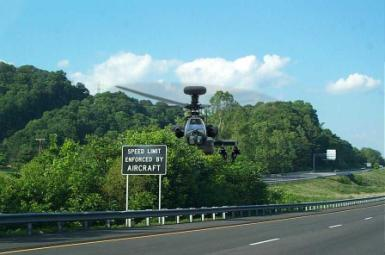 SPEED LIMIT
ENFORCED BY
AIRCRAFT